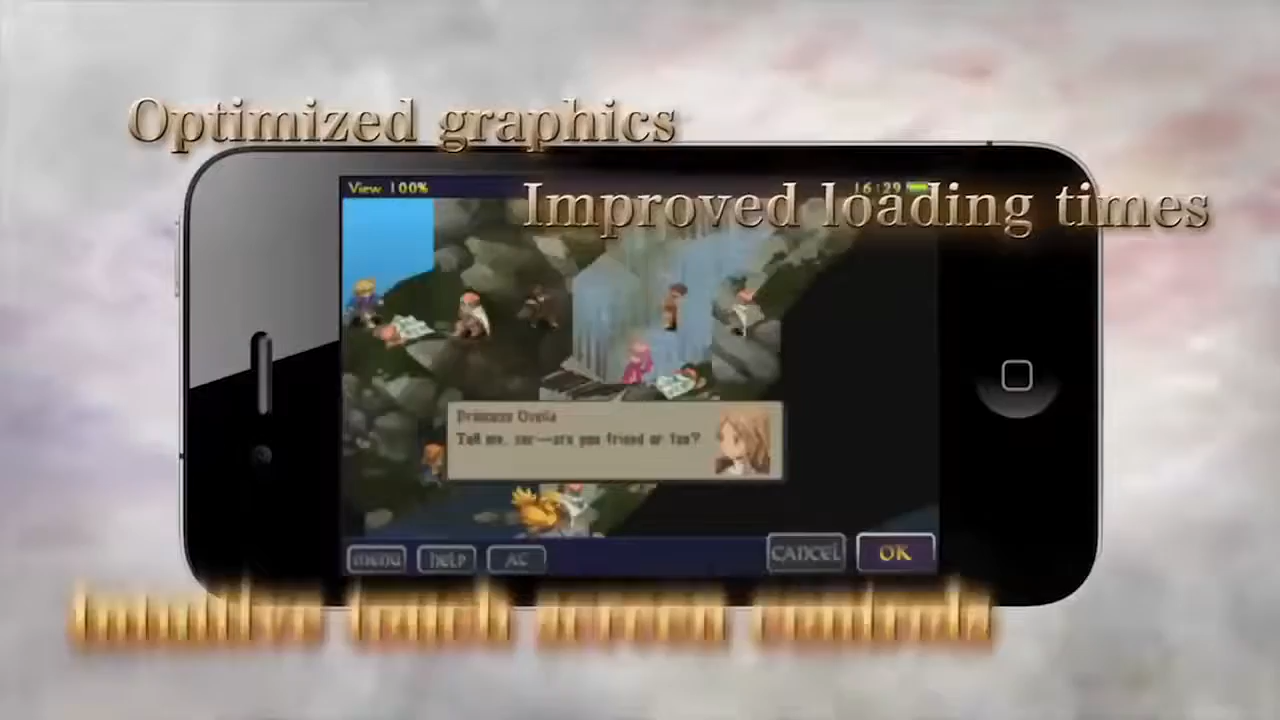 Optimized graphics
View 100%
16:29
Improved loading times
Princess Ovelia
Tell me, ser—are you friend or foe?
menu
help
AC
CANCEL
OK